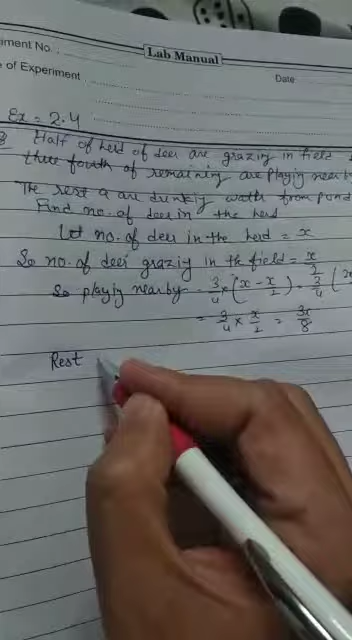 Lab Manual
iment No.
e of Experiment
Date
Ex = 2.4
Half of herd of deer are grazing in field
three fourth of remaining are playing nearby
The rest 9 are drinking water from pond
Find no. of deer in the herd
Let no. of deer in the herd = x
So no. of deer grazing in the field = x/2
So playing nearby = 3/4 × (x - x/2) = 3/4 (
= 3/4 × x/2 = 3x/8
Rest